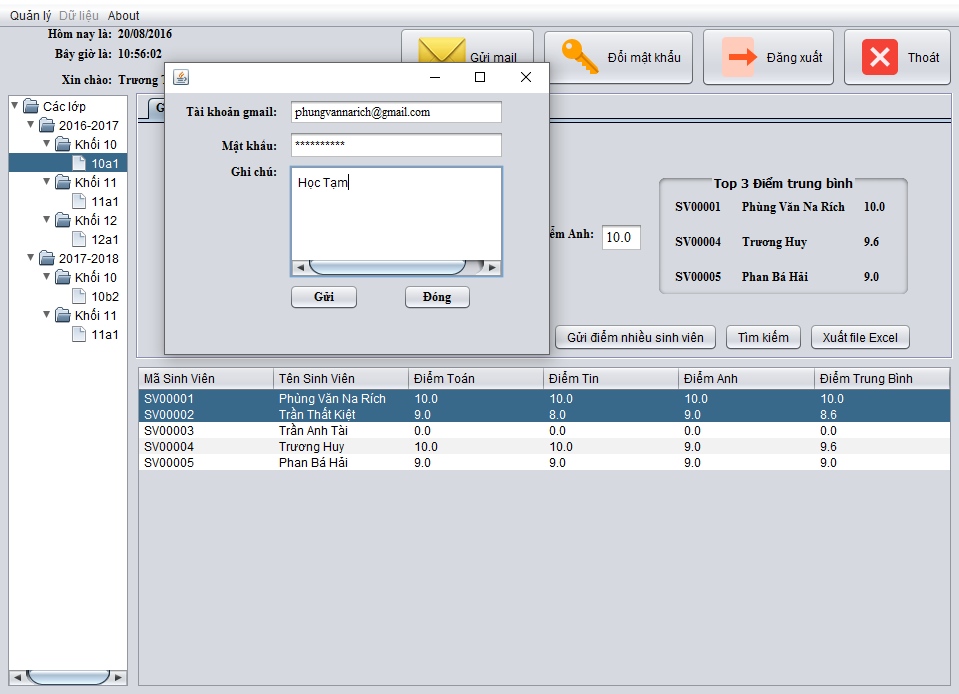 Quản lý Dữ liệu About
Hôm nay là: 20/08/2016
Bây giờ là: 10:56:02
Xin chào: Trương
Gửi mail
Đổi mật khẩu
Đăng xuất
Thoát
Các lớp
2016-2017
Khối 10
10a1
Khối 11
11a1
Khối 12
12a1
2017-2018
Khối 10
10b2
Khối 11
11a1
Tài khoản gmail: phungvannarich@gmail.com
Mật khẩu: **********
Ghi chú: Học Tạm
Gửi Đóng
Anh: 10.0
Top 3 Điểm trung bình
SV00001 Phùng Văn Na Rích 10.0
SV00004 Trương Huy 9.6
SV00005 Phan Bá Hải 9.0
Gửi điểm nhiều sinh viên Tìm kiếm Xuất file Excel
Mã Sinh Viên Tên Sinh Viên Điểm Toán Điểm Tin Điểm Anh Điểm Trung Bình
SV00001 Phùng Văn Na Rích 10.0 10.0 10.0 10.0
SV00002 Trần Thất Kiệt 9.0 8.0 9.0 8.6
SV00003 Trần Anh Tài 0.0 0.0 0.0 0.0
SV00004 Trương Huy 10.0 10.0 9.0 9.6
SV00005 Phan Bá Hải 9.0 9.0 9.0 9.0